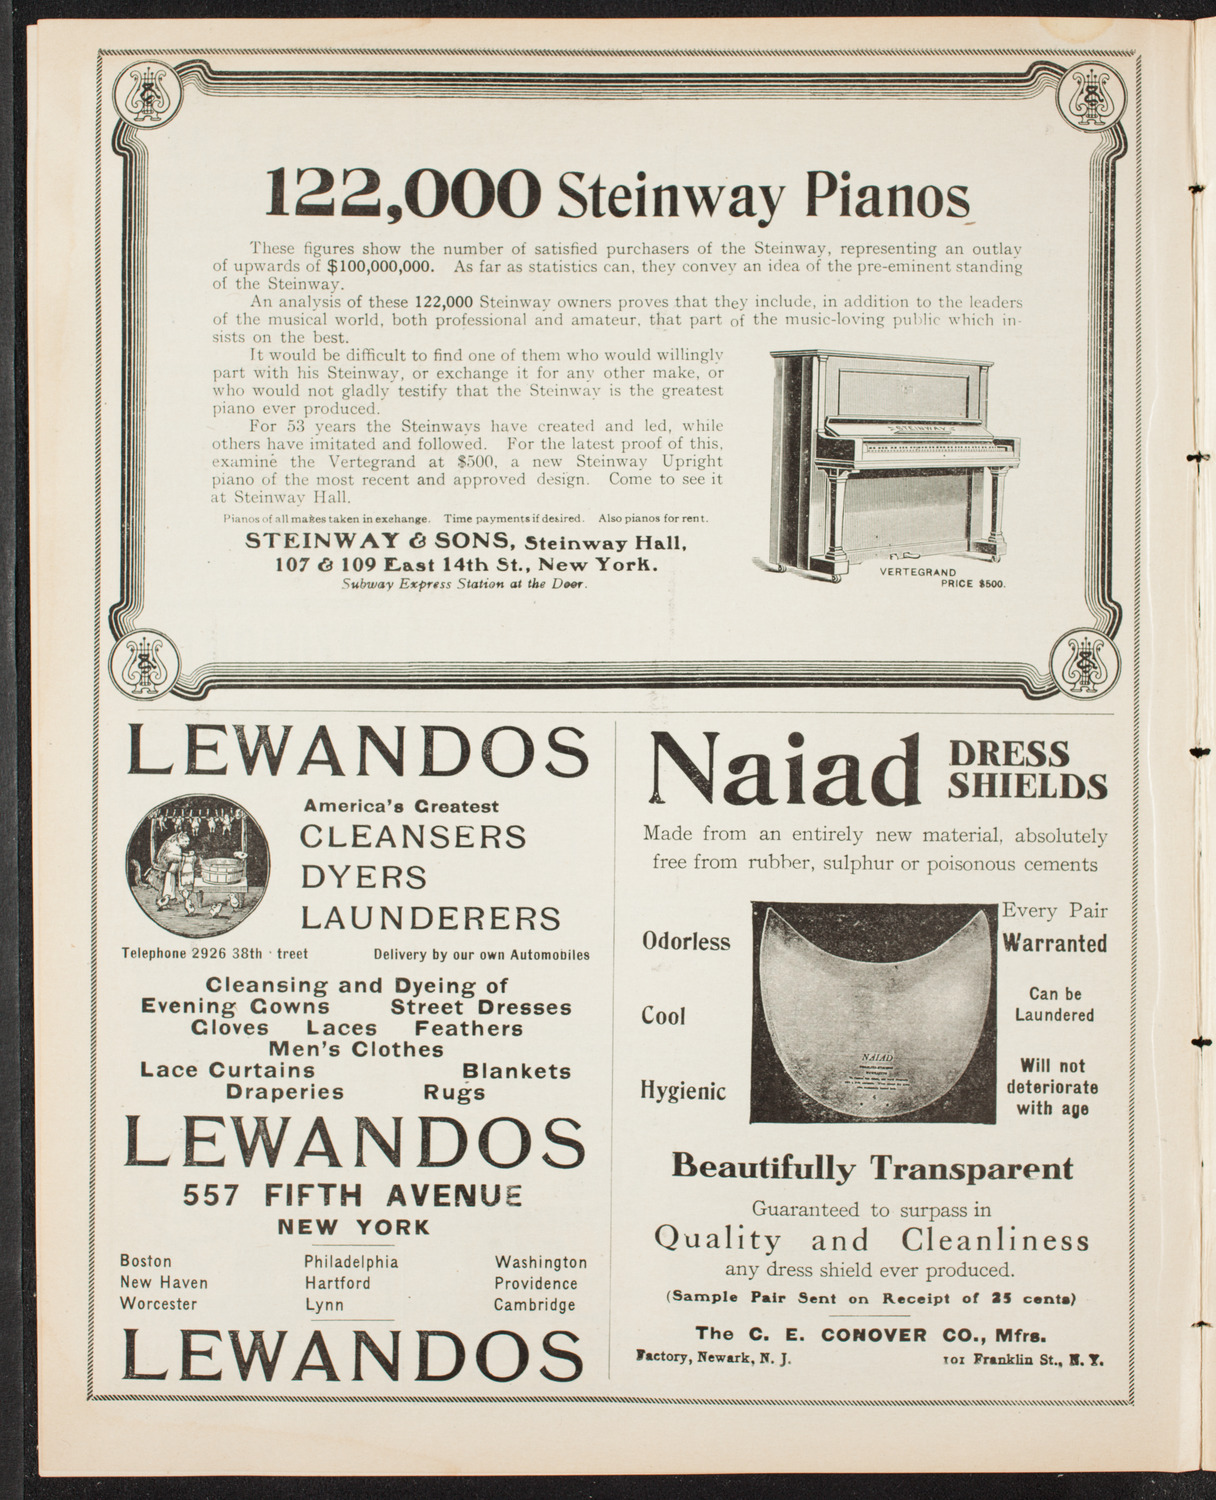 122,000 Steinway Pianos
These figures show the number of satisfied purchasers of the Steinway, representing an outlay
of upwards of $100,000,000. As far as statistics can, they convey an idea of the pre-eminent standing
of the Steinway.
An analysis of these 122,000 Steinway owners proves that they include, in addition to the leaders
of the musical world, both professional and amateur, that part of the music-loving public which in-
sists on the best.
It would be difficult to find one of them who would willingly
part with his Steinway, or exchange it for any other make, or
who would not gladly testify that the Steinway is the greatest
piano ever produced.
For 53 years the Steinways have created and led, while
others have imitated and followed. For the latest proof of this,
examine the Vertegrand at $500, a new Steinway Upright
piano of the most recent and approved design. Come to see it
at Steinway Hall.
Pianos of all makes taken in exchange. Time payments if desired. Also pianos for rent.
STEINWAY & SONS, Steinway Hall,
107 & 109 East 14th St., New York.
Subway Express Station at the Door.
STEINWAY
VERTEGRAND
PRICE $500.
LEWANDOS
America's Greatest
CLEANSERS
DYERS
LAUNDERERS
Telephone 2926 38th treet Delivery by our own Automobiles
Cleansing and Dyeing of
Evening Gowns Street Dresses
Gloves Laces Feathers
Men's Clothes
Lace Curtains Blankets
Draperies Rugs
LEWANDOS
557 FIFTH AVENUE
NEW YORK
Boston Philadelphia Washington
New Haven Hartford Providence
Worcester Lynn Cambridge
LEWANDOS
Naiad DRESS
SHIELDS
Made from an entirely new material, absolutely
free from rubber, sulphur or poisonous cements
Odorless
Cool
Hygienic
NAIAD
Every Pair
Warranted
Can be
Laundered
Will not
deteriorate
with age
Beautifully Transparent
Guaranteed to surpass in
Quality and Cleanliness
any dress shield ever produced.
(Sample Pair Sent on Receipt of 25 cents)
The C. E. CONOVER CO., Mfrs.
Factory, Newark, N. J. 101 Franklin St., N. Y.